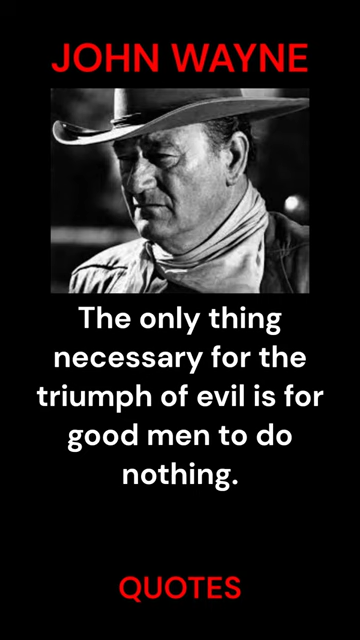 JOHN WAYNE
The only thing
necessary for the
triumph of evil is for
good men to do
nothing.
QUOTES